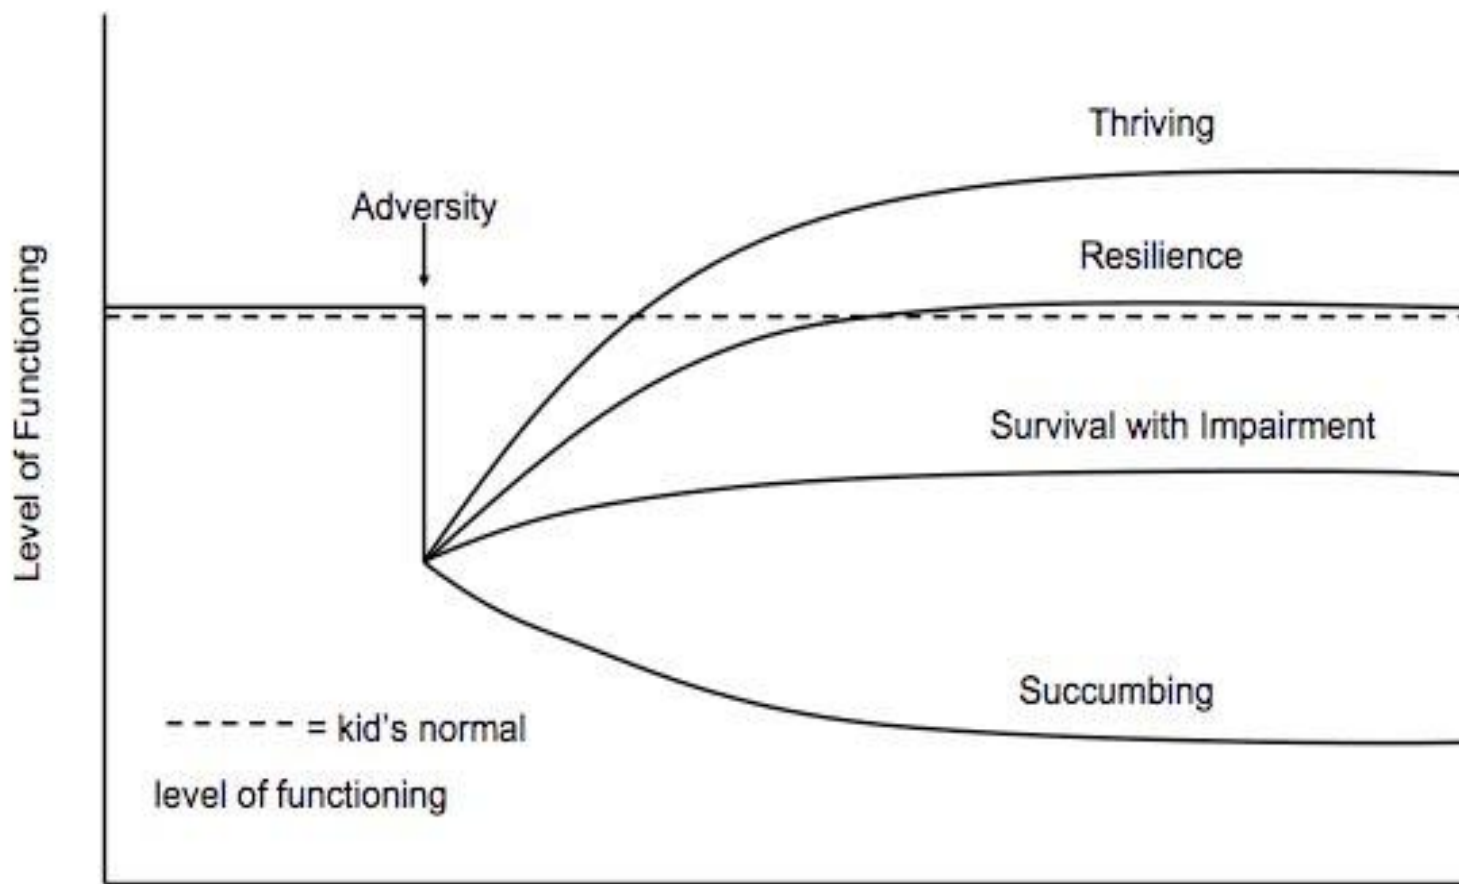 Thriving
Adversity
Resilience
Level of Functioning
Survival with Impairment
Succumbing
= kid's normal
level of functioning